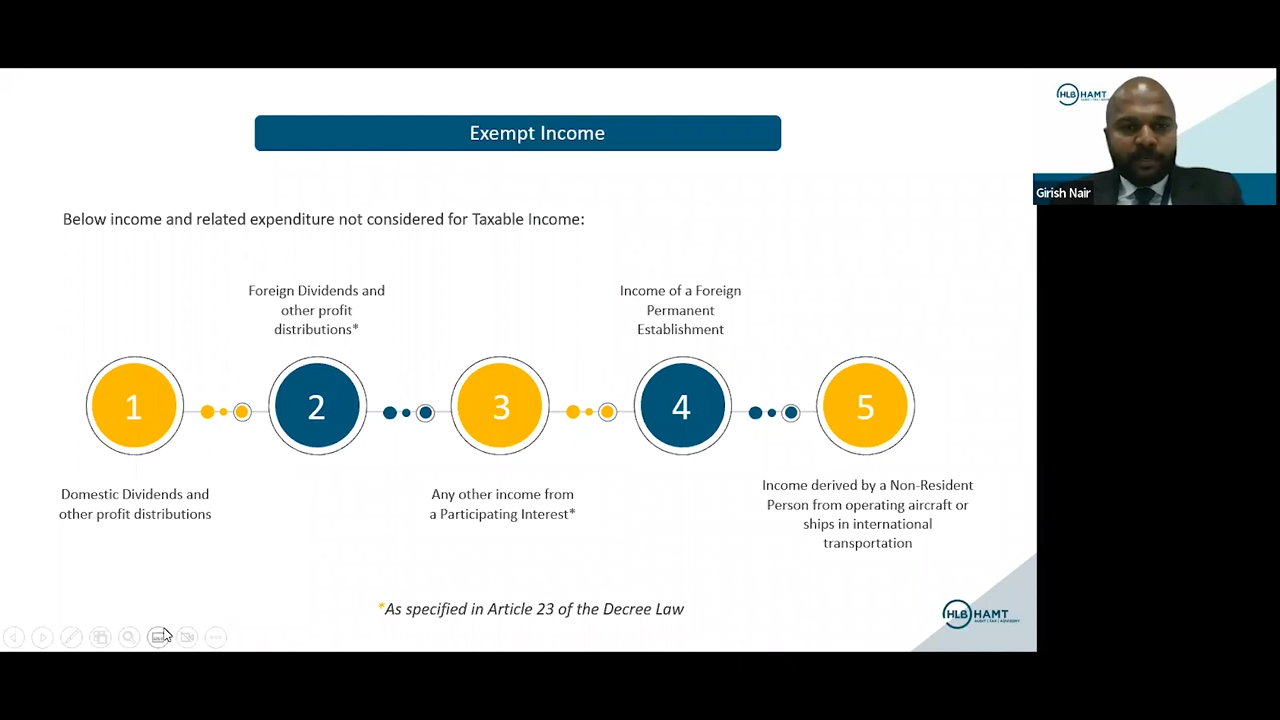 Exempt Income
Below income and related expenditure not considered for Taxable Income:
Foreign Dividends and
other profit
distributions*
Income of a Foreign
Permanent
Establishment
1
2
3
4
5
Domestic Dividends and
other profit distributions
Any other income from
a Participating Interest*
Income derived by a Non-Resident
Person from operating aircraft or
ships in international
transportation
*As specified in Article 23 of the Decree Law
HLB HAMT
AUDIT | TAX | ADVISORY
HLB HAMT
Girish Nair